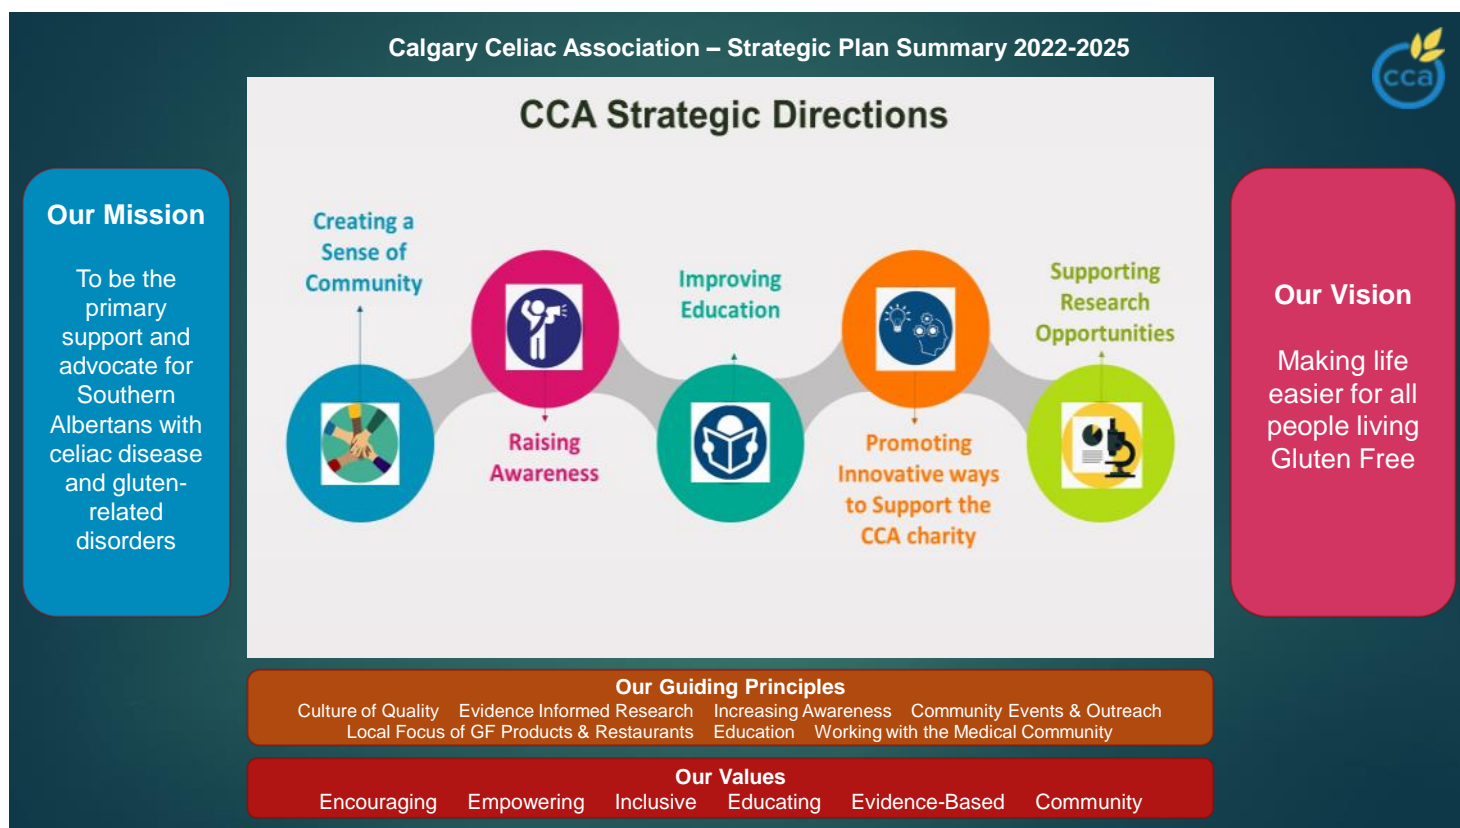 Calgary Celiac Association – Strategic Plan Summary 2022-2025
cca
CCA Strategic Directions
Our Mission
To be the
primary
support and
advocate for
Southern
Albertans with
celiac disease
and gluten-
related
disorders
Creating a
Sense of
Community
Raising
Awareness
Improving
Education
Promoting
Innovative ways
to Support the
CCA charity
Supporting
Research
Opportunities
Our Vision
Making life
easier for all
people living
Gluten Free
Our Guiding Principles
Culture of Quality Evidence Informed Research Increasing Awareness Community Events & Outreach
Local Focus of GF Products & Restaurants Education Working with the Medical Community
Our Values
Encouraging Empowering Inclusive Educating Evidence-Based Community